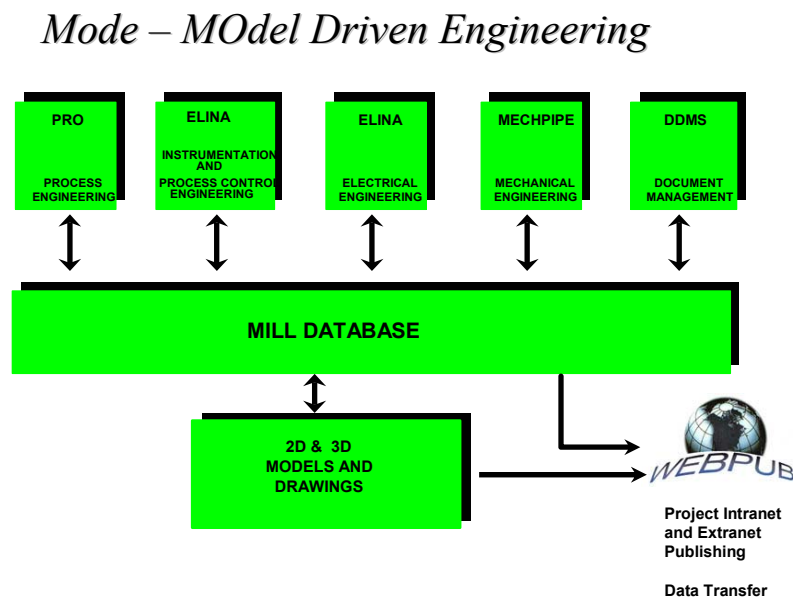 Mode – MOdel Driven Engineering
PRO
PROCESS
ENGINEERING
ELINA
INSTRUMENTATION
AND
PROCESS CONTROL
ENGINEERING
ELINA
ELECTRICAL
ENGINEERING
MECHPIPE
MECHANICAL
ENGINEERING
DDMS
DOCUMENT
MANAGEMENT
MILL DATABASE
2D & 3D
MODELS AND
DRAWINGS
WEBPUB
Project Intranet
and Extranet
Publishing
Data Transfer